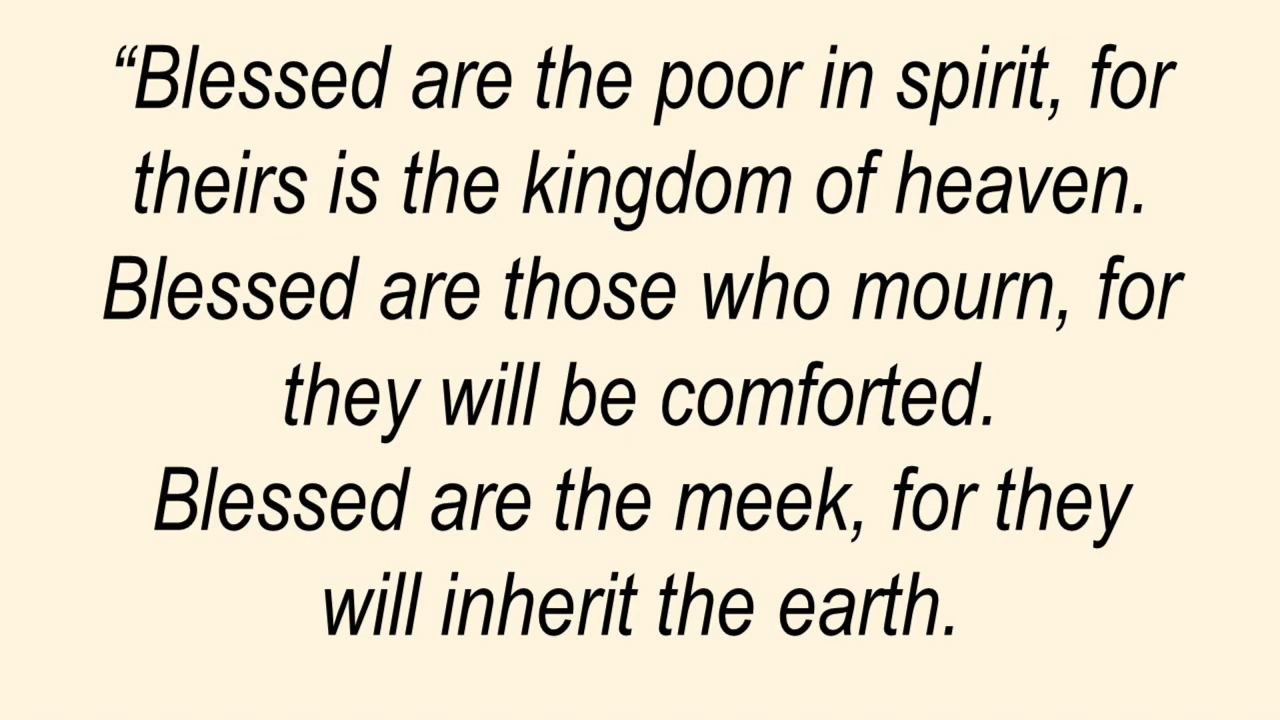 “Blessed are the poor in spirit, for
theirs is the kingdom of heaven.
Blessed are those who mourn, for
they will be comforted.
Blessed are the meek, for they
will inherit the earth.